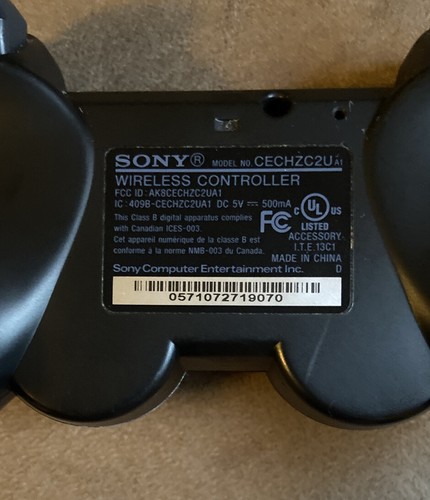 SONY® MODEL NO. CECHZC2U A1
WIRELESS CONTROLLER
FCC ID: AK8CECHZC2UA1
IC: 409B-CECHZC2UA1 DC 5V ⎓ 500mA
This Class B digital apparatus complies
with Canadian ICES-003.
Cet appareil numérique de la classe B est
conforme à la norme NMB-003 du Canada.
FC
c UL US
LISTED
ACCESSORY
I.T.E.13C1
MADE IN CHINA
D
Sony Computer Entertainment Inc.
0571072719070